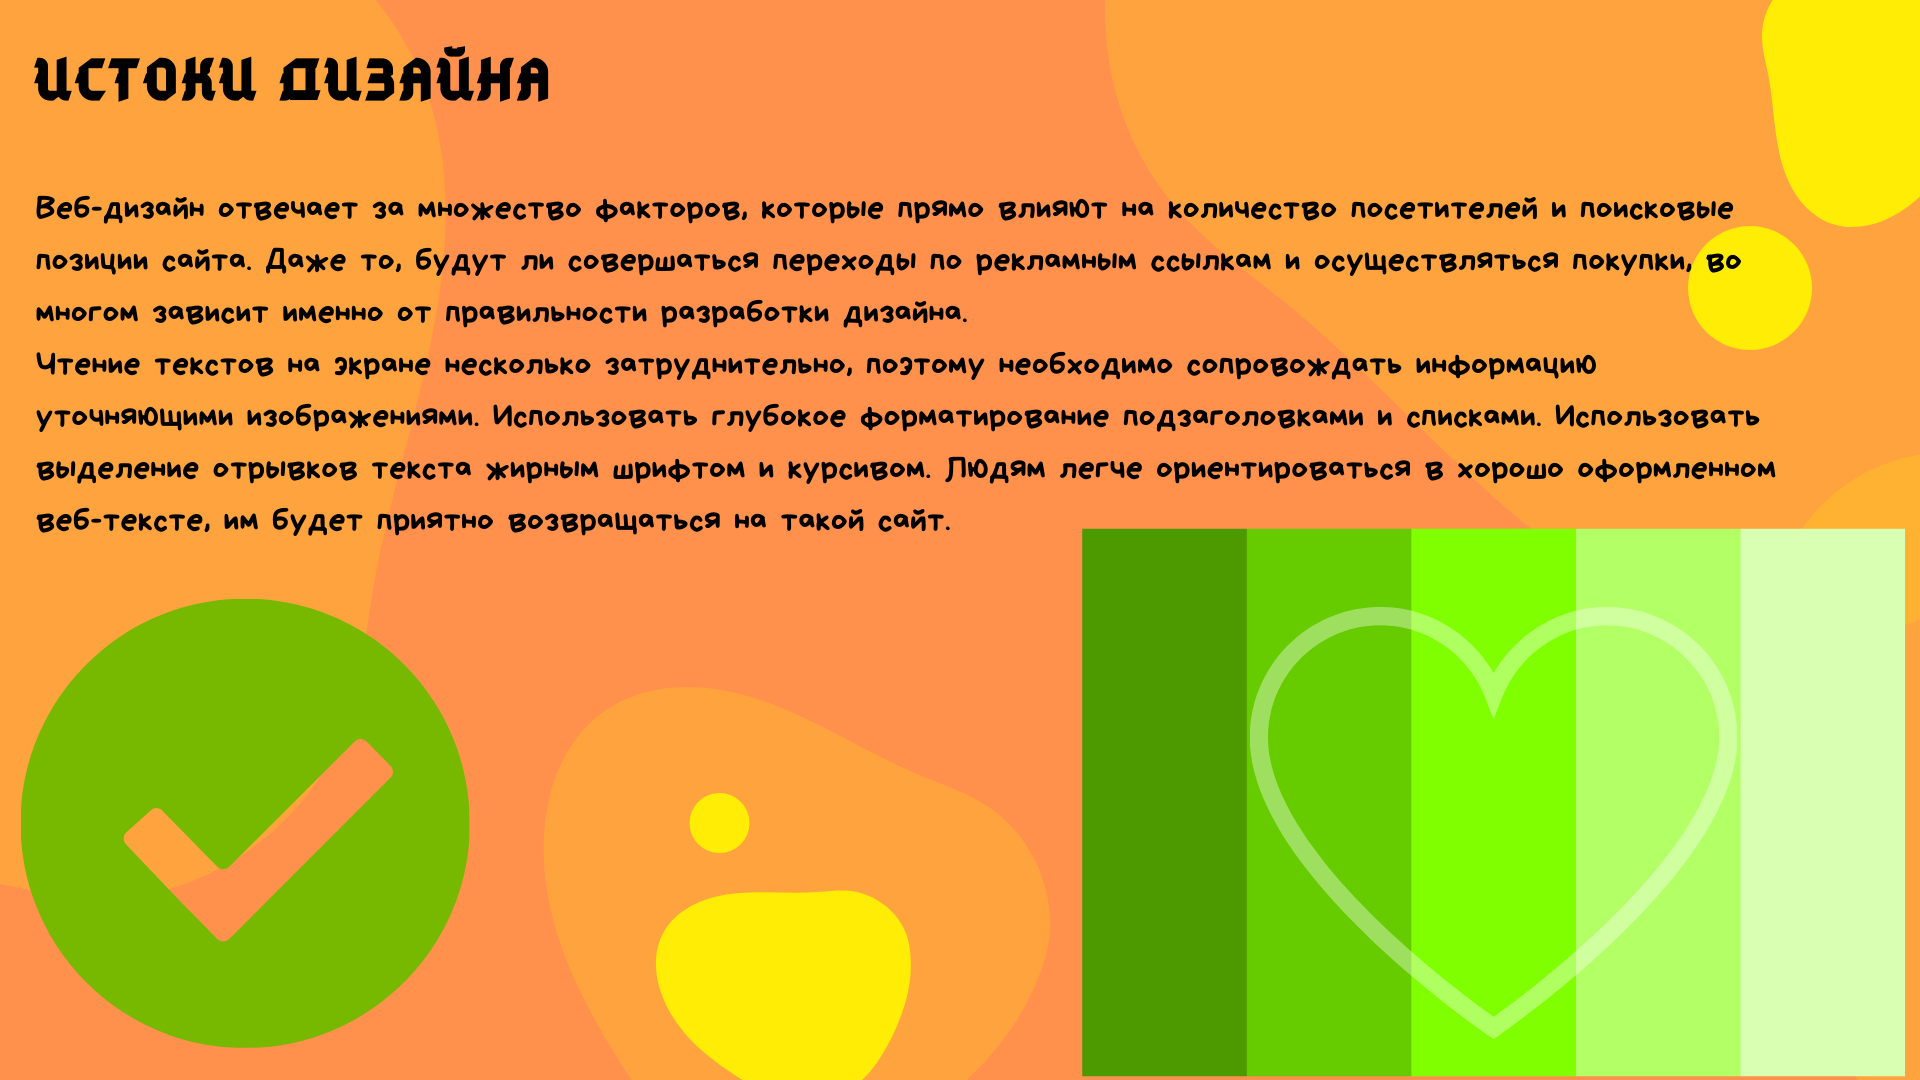 ИСТОКИ ДИЗАЙНА
Веб-дизайн отвечает за множество факторов, которые прямо влияют на количество посетителей и поисковые
позиции сайта. Даже то, будут ли совершаться переходы по рекламным ссылкам и осуществляться покупки, во
многом зависит именно от правильности разработки дизайна.
Чтение текстов на экране несколько затруднительно, поэтому необходимо сопровождать информацию
уточняющими изображениями. Использовать глубокое форматирование подзаголовками и списками. Использовать
выделение отрывков текста жирным шрифтом и курсивом. Людям легче ориентироваться в хорошо оформленном
веб-тексте, им будет приятно возвращаться на такой сайт.